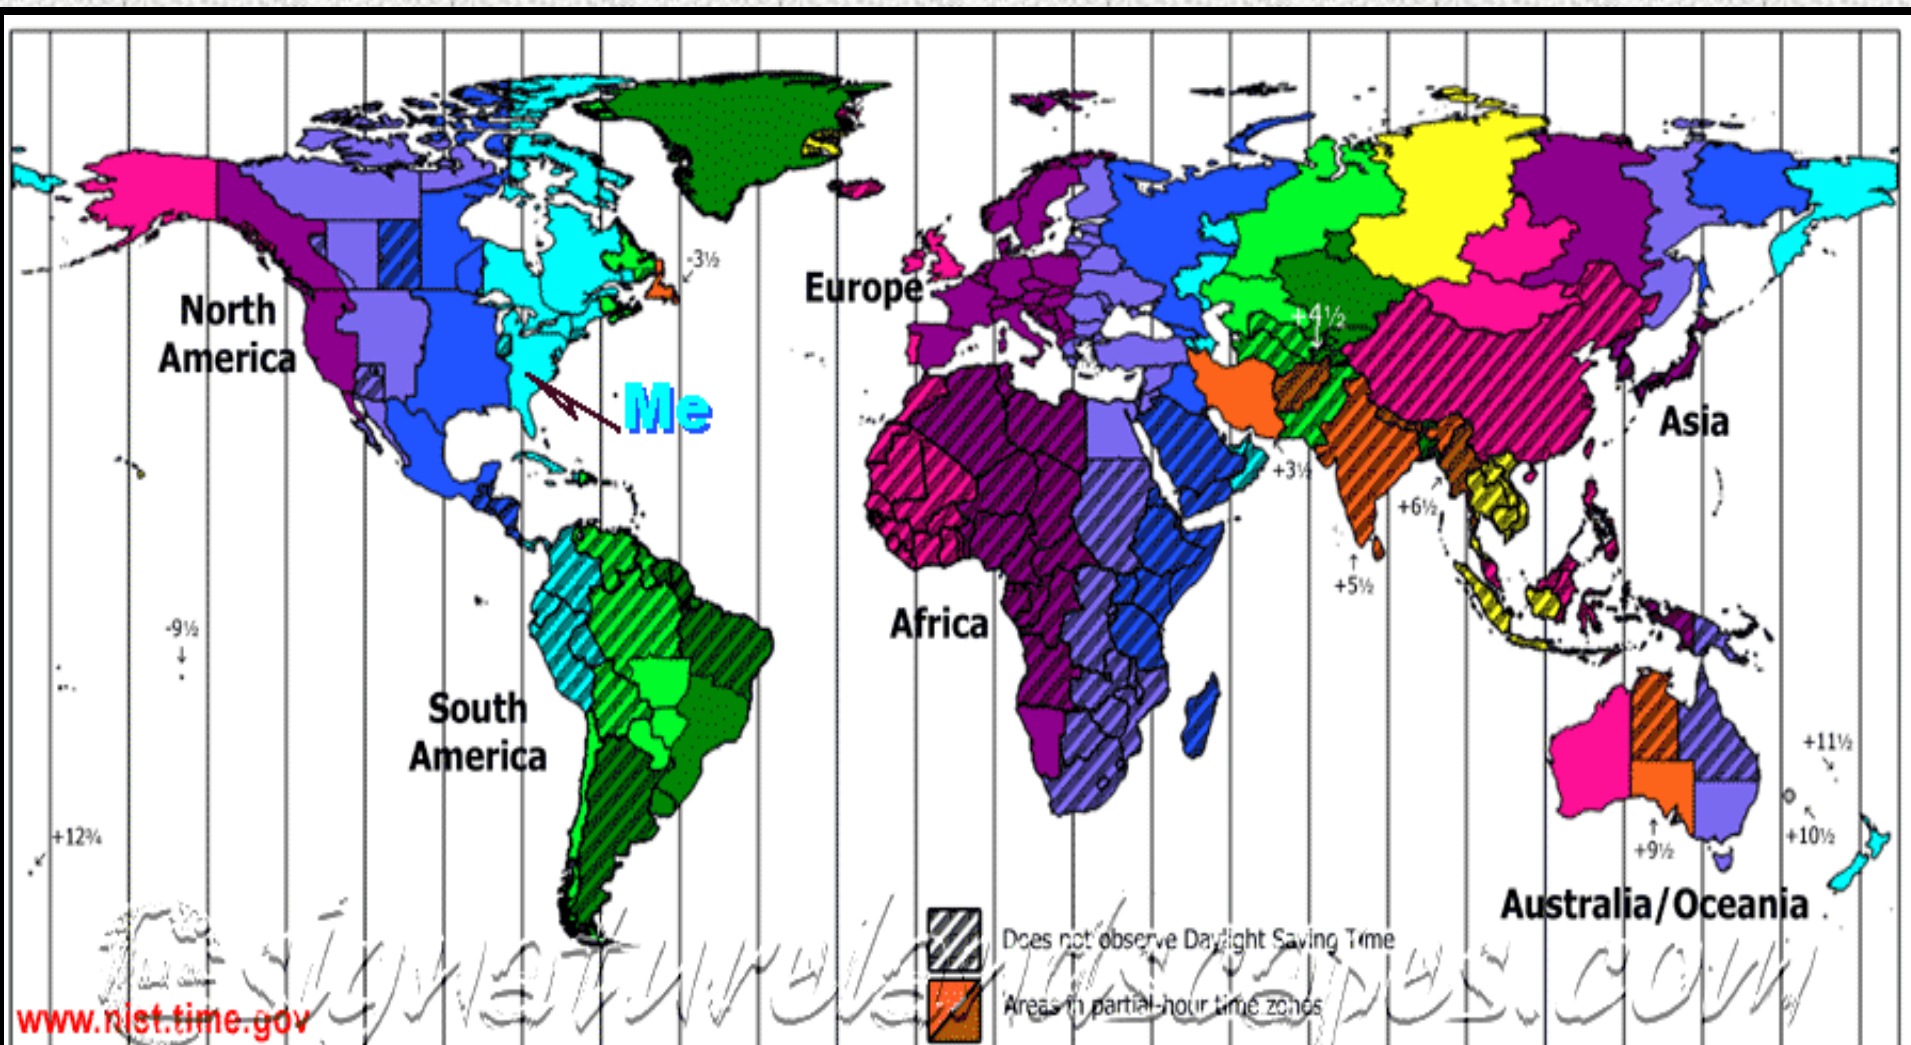 -3½
Europe
North
America
+4½
Me
Asia
+3½
+6½
+5½
Africa
-9½
South
America
+11½
+12¾
+10½
+9½
Australia/Oceania
Does not observe Daylight Saving Time
Areas in partial-hour time zones
www.nist.time.gov